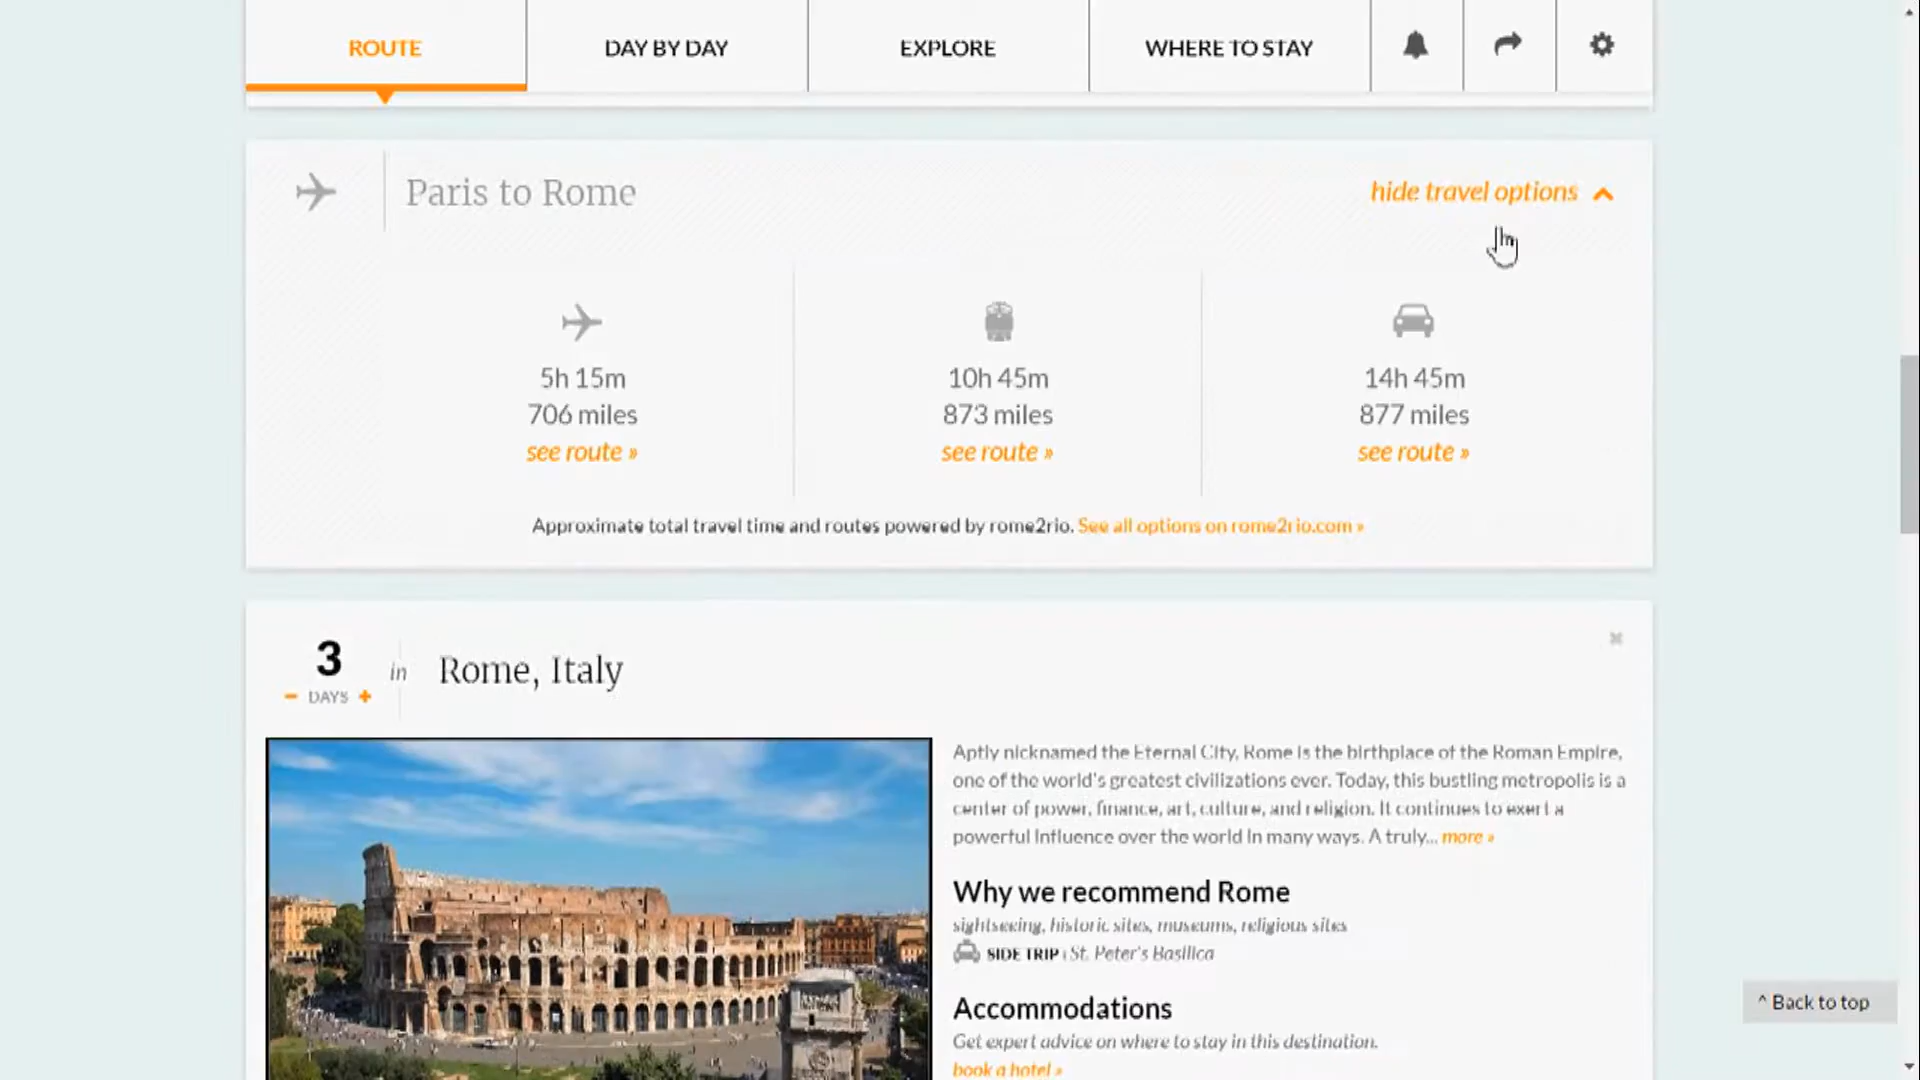 ROUTE DAY BY DAY EXPLORE WHERE TO STAY
Paris to Rome
hide travel options
5h 15m
706 miles
see route »
10h 45m
873 miles
see route »
14h 45m
877 miles
see route »
Approximate total travel time and routes powered by rome2rio. See all options on rome2rio.com »
3
− DAYS +
in
Rome, Italy
Aptly nicknamed the Eternal City, Rome is the birthplace of the Roman Empire,
one of the world's greatest civilizations ever. Today, this bustling metropolis is a
center of power, finance, art, culture, and religion. It continues to exert a
powerful influence over the world in many ways. A truly... more »
Why we recommend Rome
sightseeing, historic sites, museums, religious sites
SIDE TRIP : St. Peter's Basilica
Accommodations
Get expert advice on where to stay in this destination.
book a hotel »
^ Back to top